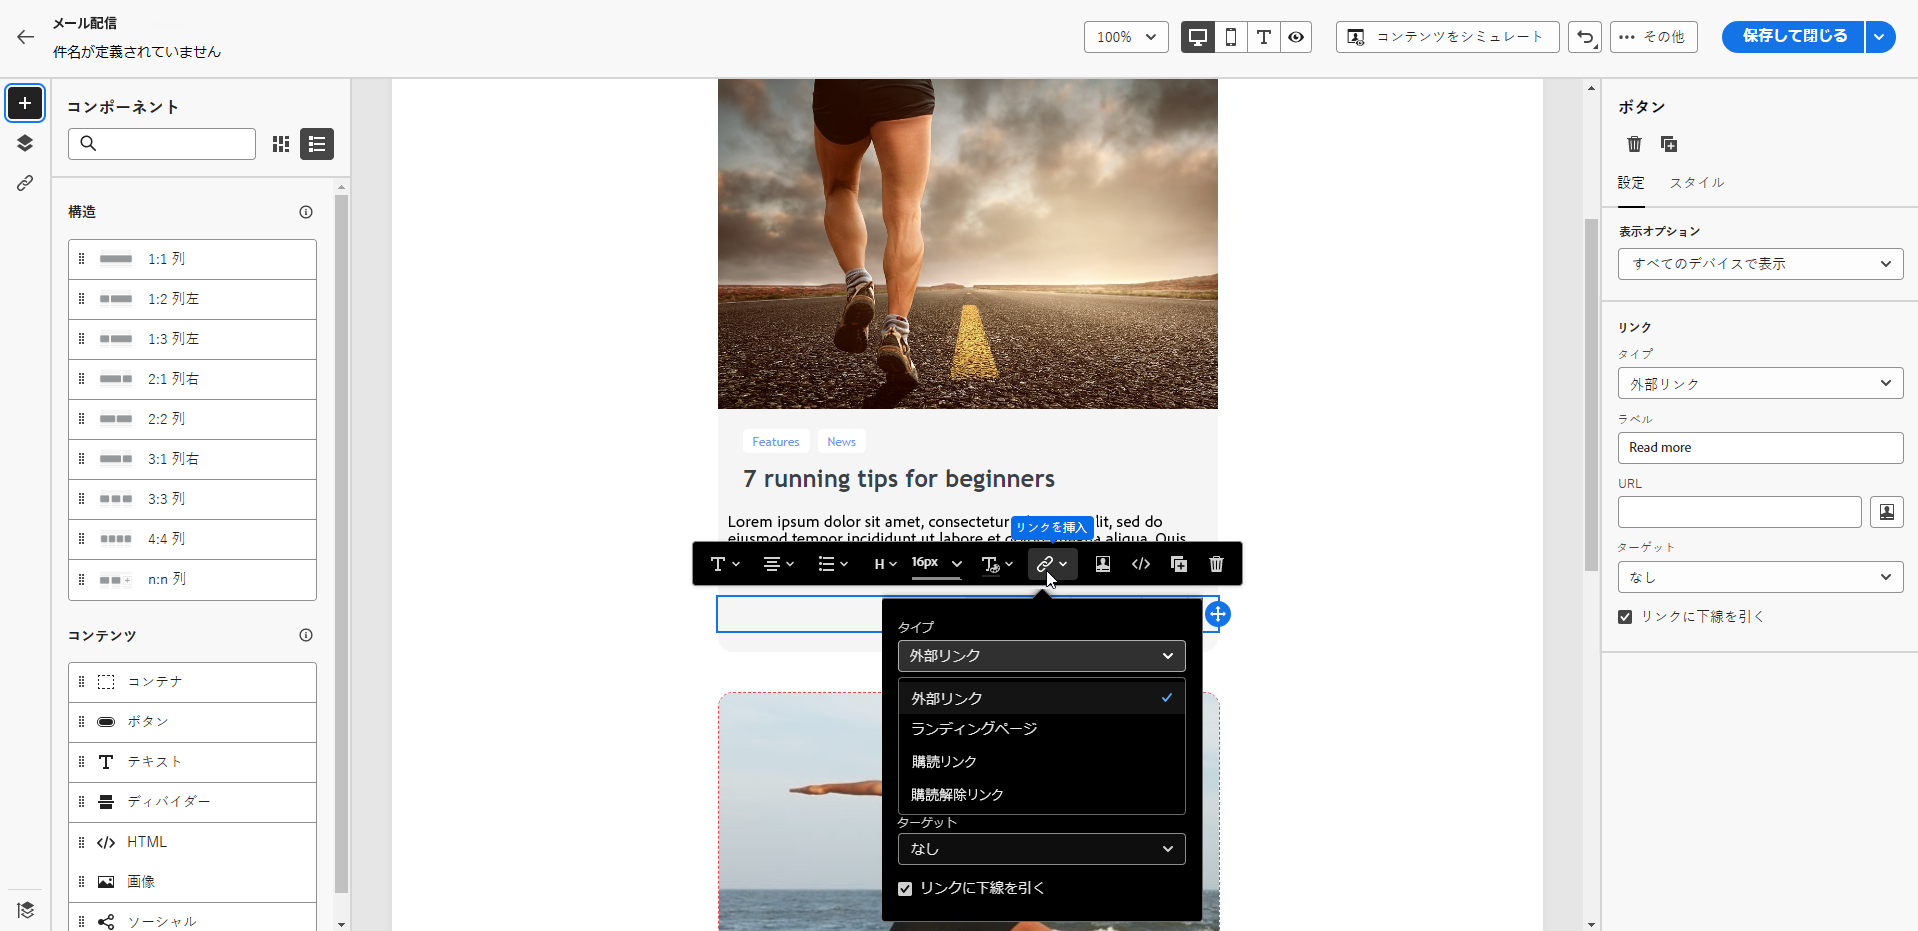 メール配信
件名が定義されていません
100%
コンテンツをシミュレート
その他
保存して閉じる
コンポーネント
構造
1:1 列
1:2 列左
1:3 列左
2:1 列右
2:2 列
3:1 列右
3:3 列
4:4 列
n:n 列
コンテンツ
コンテナ
ボタン
テキスト
ディバイダー
HTML
画像
ソーシャル
Features
News
7 running tips for beginners
Lorem ipsum dolor sit amet, consectetur lit, sed do
eiusmod tempor incididunt ut labore et aliqua. Quis
リンクを挿入
H
16px
タイプ
外部リンク
外部リンク
ランディングページ
購読リンク
購読解除リンク
ターゲット
なし
リンクに下線を引く
ボタン
設定
スタイル
表示オプション
すべてのデバイスで表示
リンク
タイプ
外部リンク
ラベル
Read more
URL
ターゲット
なし
リンクに下線を引く